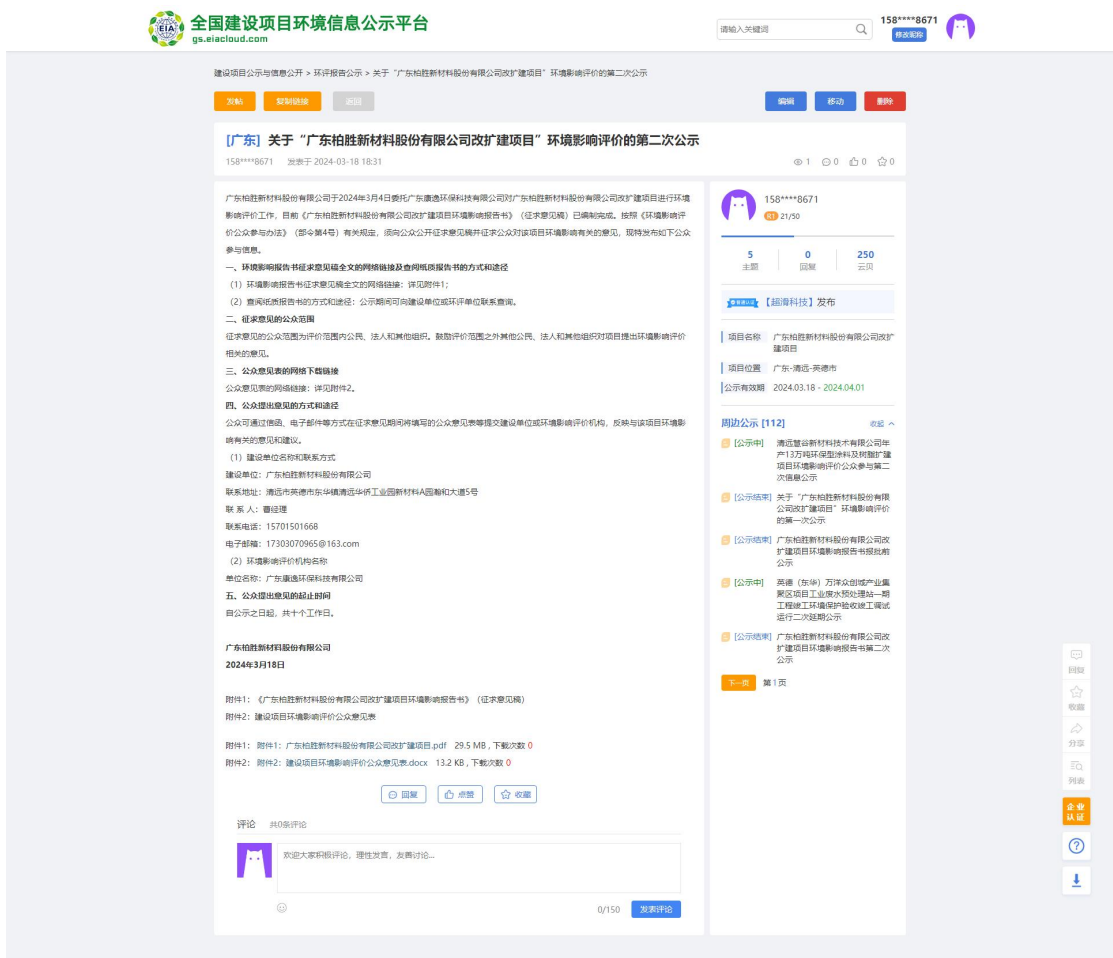 全国建设项目环境信息公示平台
gs.eiacloud.com
EIA
请输入关键词
158****8671
修改昵称
建设项目公示与信息公开 > 环评报告公示 > 关于“广东柏胜新材料股份有限公司改扩建项目”环境影响评价的第二次公示
发帖 复制链接 返回
编辑 移动 删除
[广东] 关于“广东柏胜新材料股份有限公司改扩建项目”环境影响评价的第二次公示
158****8671 发表于 2024-03-18 18:31
1 0 0 0
广东柏胜新材料股份有限公司于2024年3月4日委托广东康逸环保科技有限公司对广东柏胜新材料股份有限公司改扩建项目进行环境
影响评价工作，目前《广东柏胜新材料股份有限公司改扩建项目环境影响报告书》（征求意见稿）已编制完成。按照《环境影响评
价公众参与办法》（部令第4号）有关规定，须向公众公开征求意见稿并征求公众对该项目环境影响有关的意见，现特发布如下公众
参与信息。
一、环境影响报告书征求意见稿全文的网络链接及查阅纸质报告书的方式和途径
（1）环境影响报告书征求意见稿全文的网络链接：详见附件1；
（2）查阅纸质报告书的方式和途径：公示期间可向建设单位或环评单位联系查询。
二、征求意见的公众范围
征求意见的公众范围为评价范围内公民、法人和其他组织。鼓励评价范围之外其他公民、法人和其他组织对项目提出环境影响评价
相关的意见。
三、公众意见表的网络下载链接
公众意见表的网络链接：详见附件2。
四、公众提出意见的方式和途径
公众可通过信函、电子邮件等方式在征求意见期间将填写的公众意见表等提交建设单位或环境影响评价机构，反映与该项目环境影
响有关的意见和建议。
（1）建设单位名称和联系方式
建设单位：广东柏胜新材料股份有限公司
联系地址：清远市英德市东华镇清远华侨工业园新材料A园瀚和大道5号
联 系 人：曹经理
联系电话：15701501668
电子邮箱：17303070965@163.com
（2）环境影响评价机构名称
单位名称：广东康逸环保科技有限公司
五、公众提出意见的起止时间
自公示之日起，共十个工作日。
广东柏胜新材料股份有限公司
2024年3月18日
附件1：《广东柏胜新材料股份有限公司改扩建项目环境影响报告书》（征求意见稿）
附件2：建设项目环境影响评价公众意见表
附件1： 附件1：广东柏胜新材料股份有限公司改扩建项目.pdf 29.5 MB , 下载次数 0
附件2： 附件2：建设项目环境影响评价公众意见表.docx 13.2 KB , 下载次数 0
回复 点赞 收藏
评论 共0条评论
欢迎大家积极评论，理性发言，友善讨论...
0/150 发表评论
158****8671
R1 21/50
5 0 250
主题 回复 云贝
【超滑科技】发布
项目名称 广东柏胜新材料股份有限公司改扩
建项目
项目位置 广东-清远-英德市
公示有效期 2024.03.18 - 2024.04.01
周边公示 [112] 收起
[公示中] 清远慧谷新材料技术有限公司年
产13万吨环保型涂料及树脂扩建
项目环境影响评价公众参与第二
次信息公示
[公示结束] 关于“广东柏胜新材料股份有限
公司改扩建项目”环境影响评价
的第一次公示
[公示结束] 广东柏胜新材料股份有限公司改
扩建项目环境影响报告书报批前
公示
[公示中] 英德（东华）万洋众创城产业集
聚区项目工业废水预处理站一期
工程竣工环境保护验收竣工调试
运行二次延期公示
[公示结束] 广东柏胜新材料股份有限公司改
扩建项目环境影响报告书第二次
公示
下一页 第1页
回复
收藏
分享
列表
企业
认证